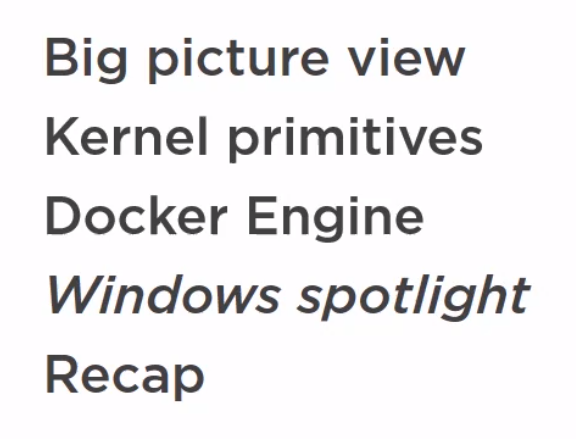 Big picture view
Kernel primitives
Docker Engine
Windows spotlight
Recap